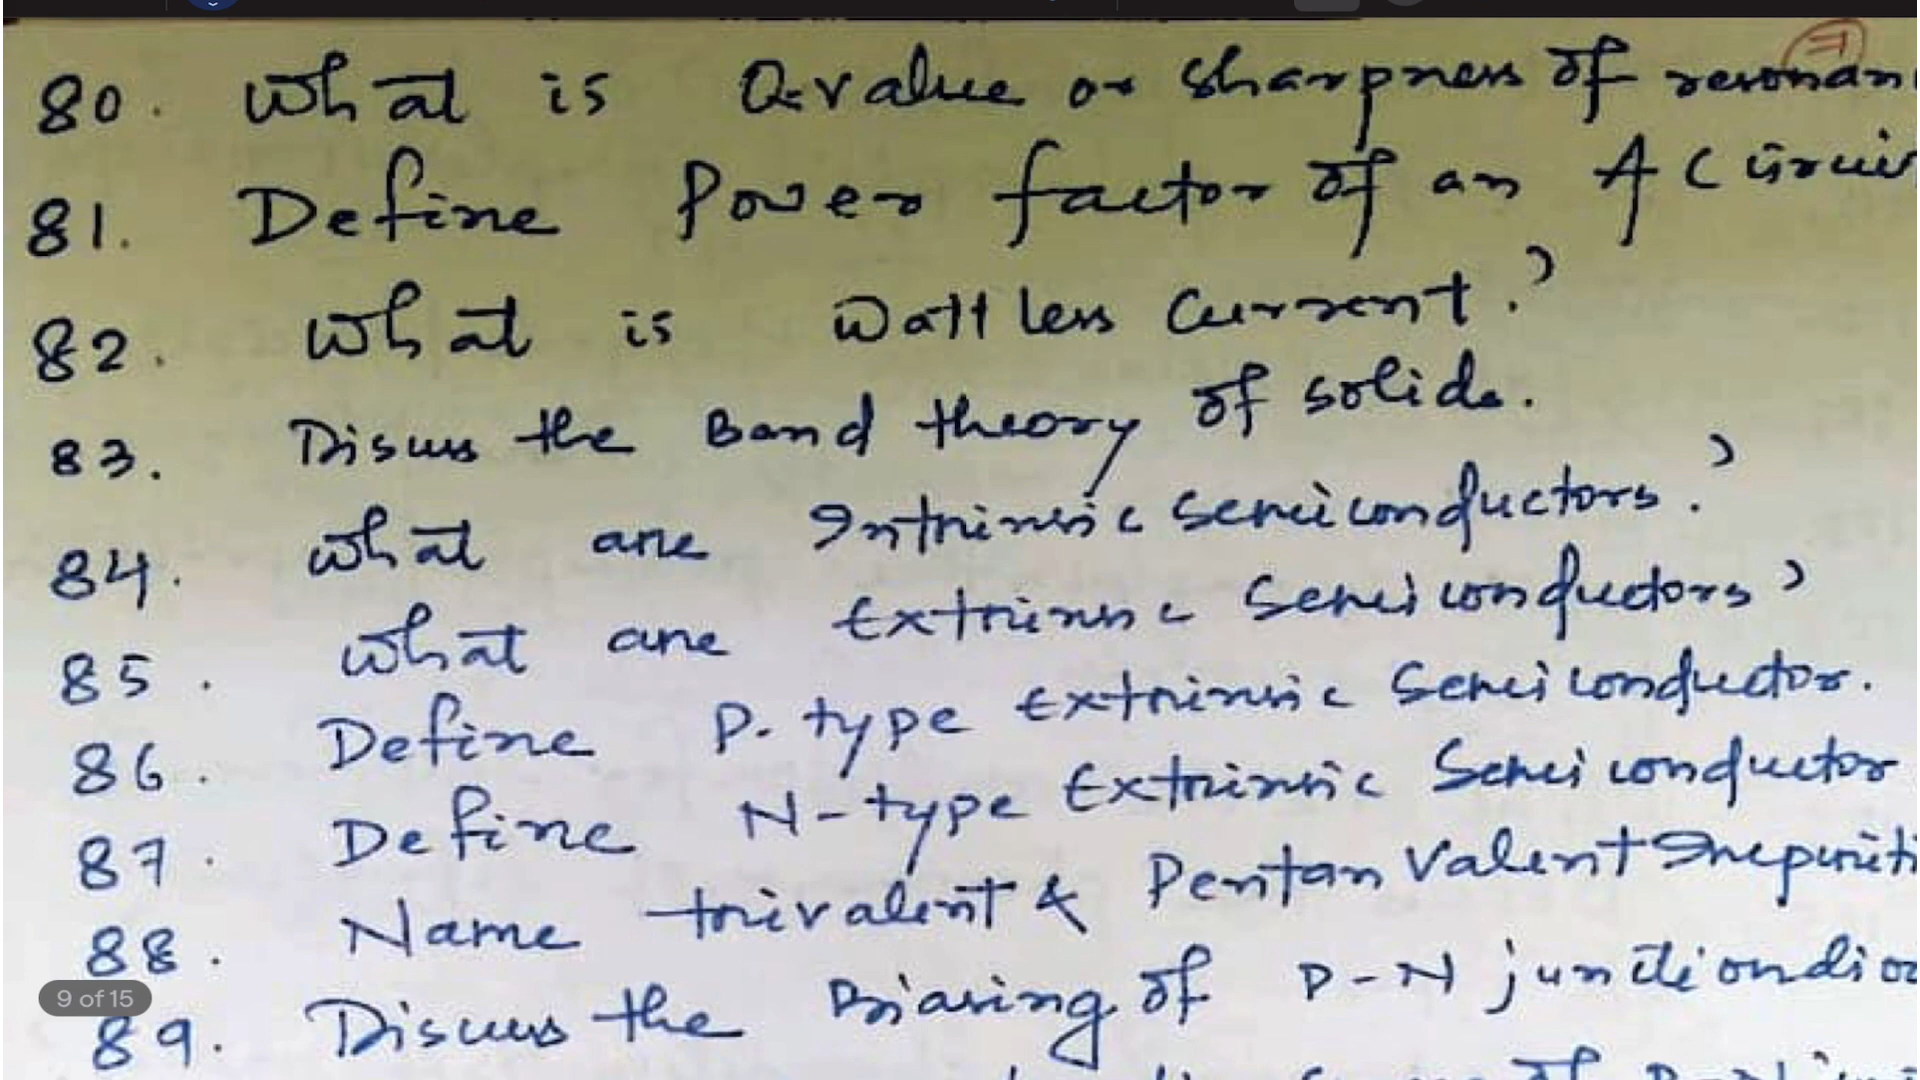 80. What is Q-value or sharpness of resonan
81. Define Power factor of an AC circuit
82. What is Watt less Current.?
83. Discuss the Band theory of solids.
84. What are Intrinsic Semiconductors.?
85. What are Extrinsic Semiconductors?
86. Define P-type Extrinsic Semiconductor.
87. Define N-type Extrinsic Semiconductor
88. Name trivalent & Pentan Valent Impuriti
9 of 15
89. Discuss the Biasing of P-N junction dio